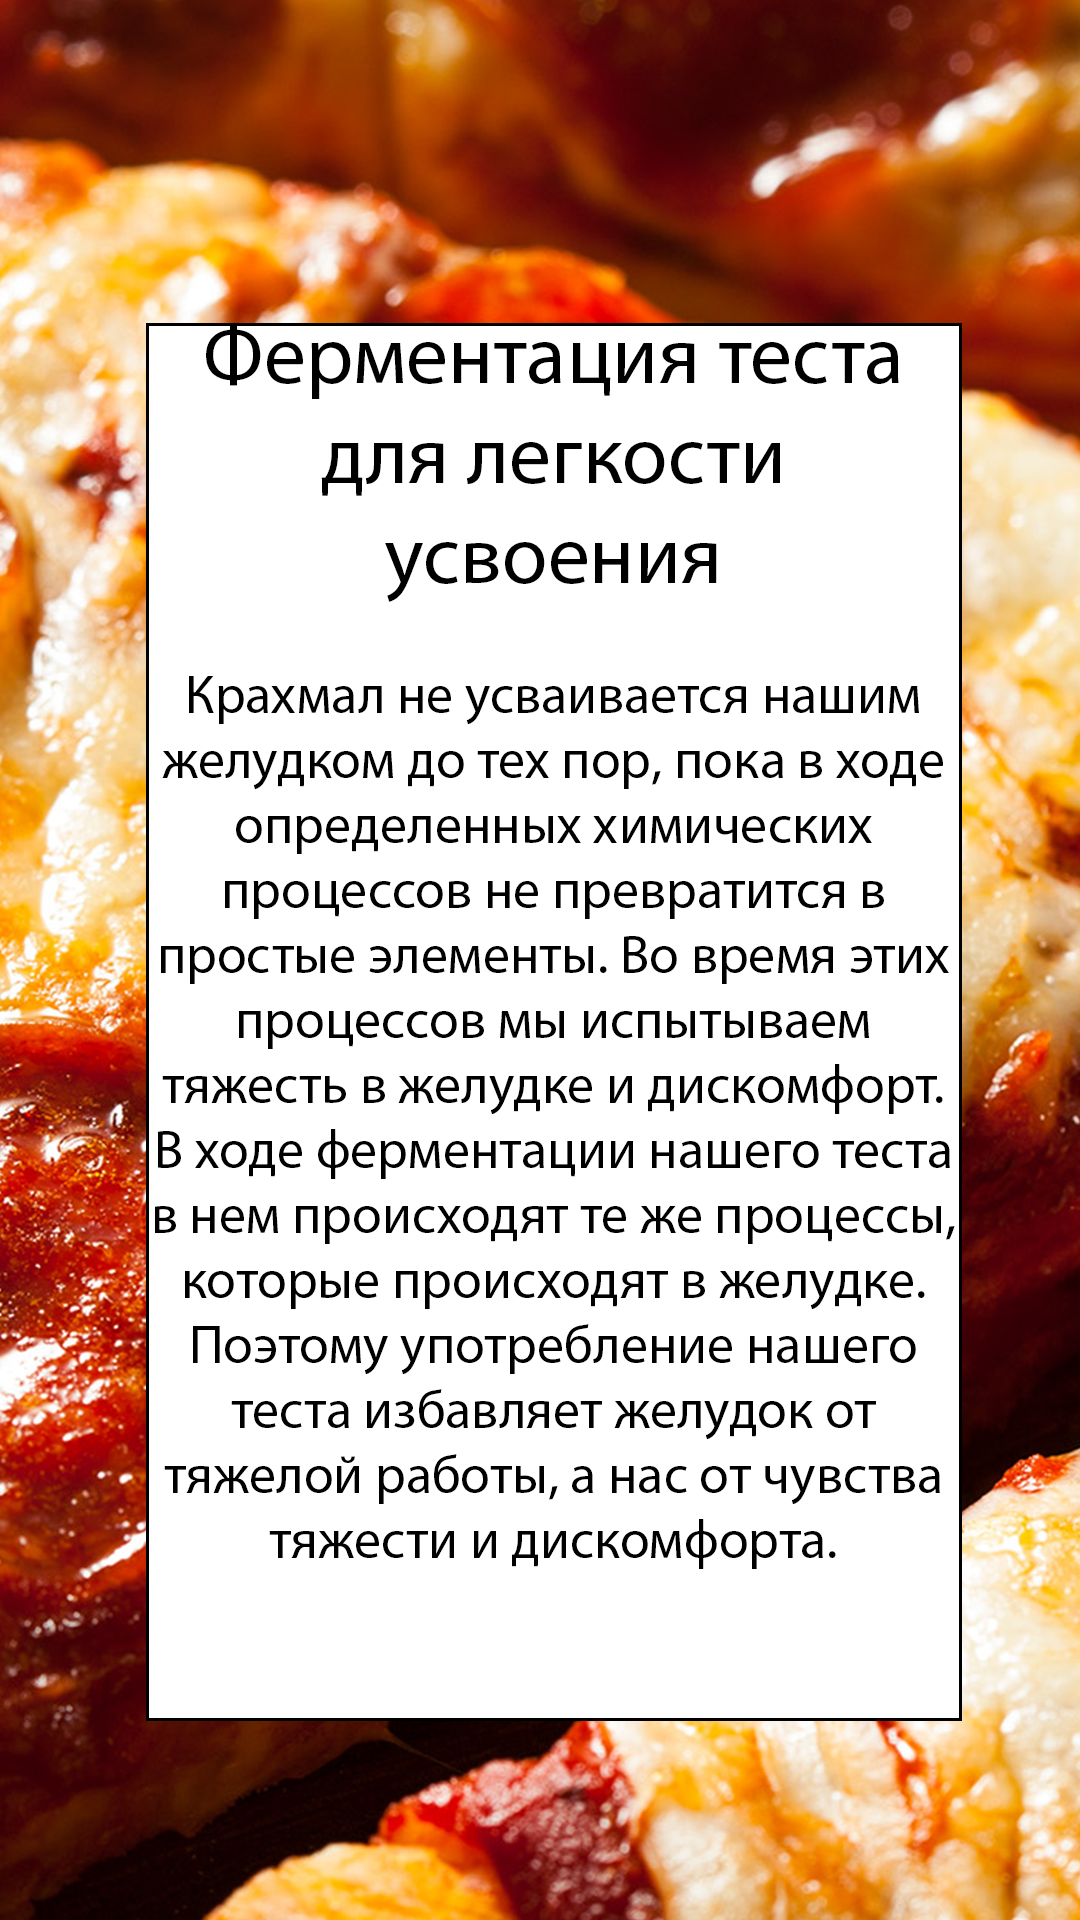 Ферментация теста
для легкости
усвоения
Крахмал не усваивается нашим
желудком до тех пор, пока в ходе
определенных химических
процессов не превратится в
простые элементы. Во время этих
процессов мы испытываем
тяжесть в желудке и дискомфорт.
В ходе ферментации нашего теста
в нем происходят те же процессы,
которые происходят в желудке.
Поэтому употребление нашего
теста избавляет желудок от
тяжелой работы, а нас от чувства
тяжести и дискомфорта.